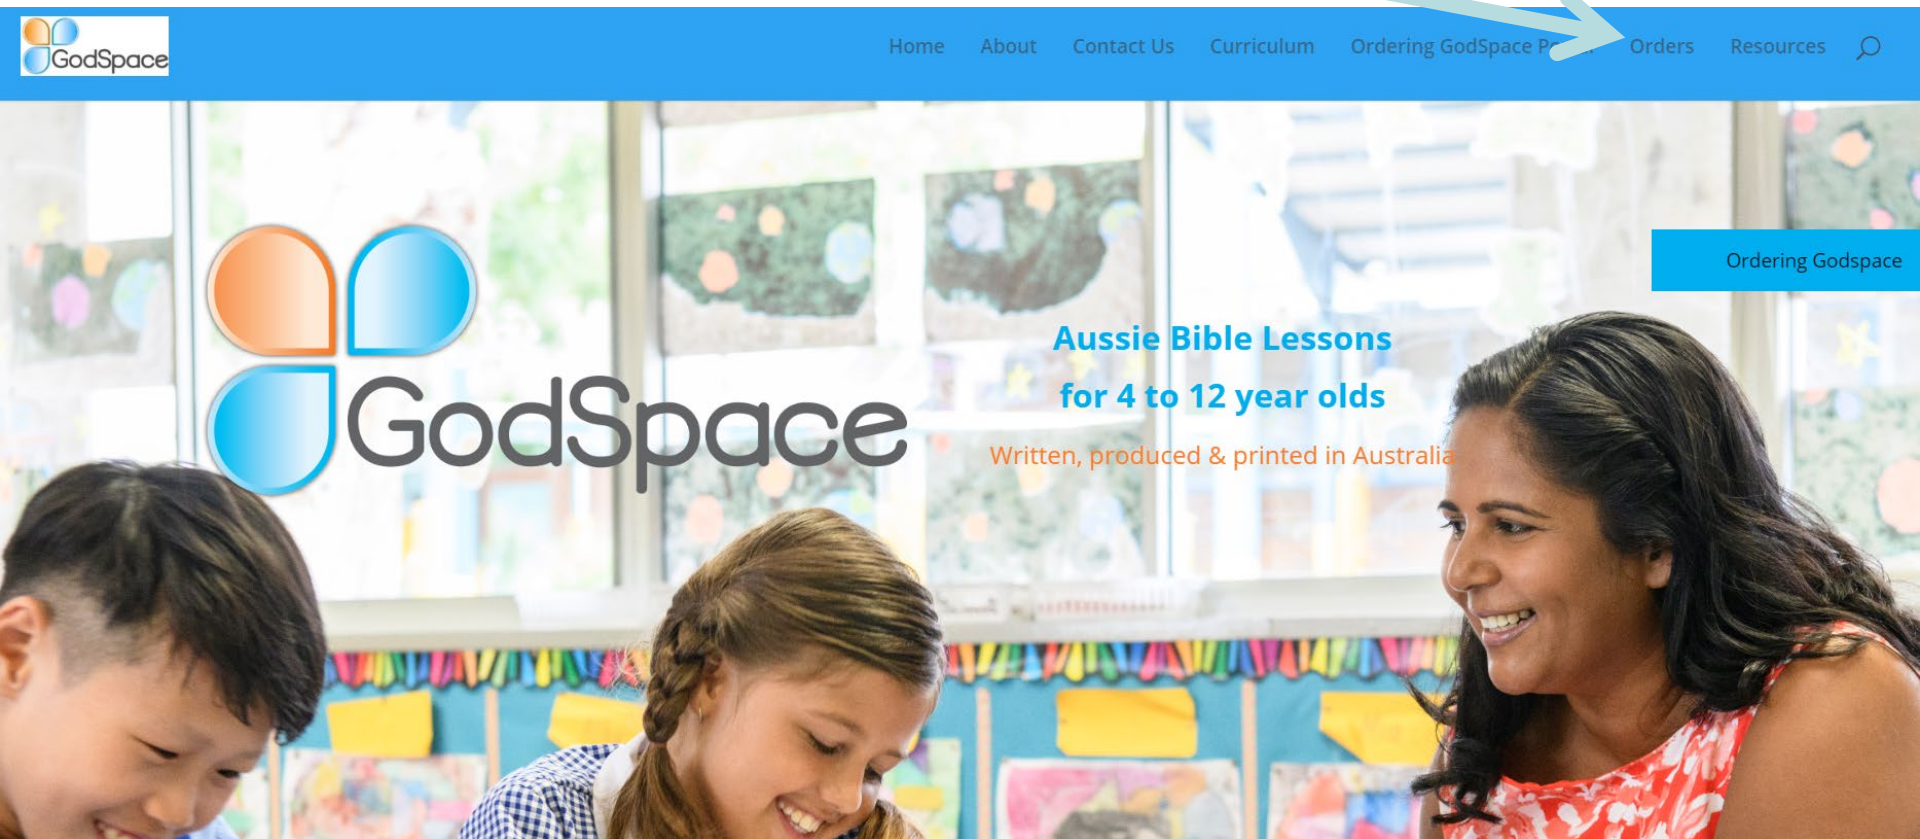 GodSpace
Home About Contact Us Curriculum Ordering GodSpace Orders Resources
Ordering Godspace
Aussie Bible Lessons
for 4 to 12 year olds
GodSpace
Written, produced & printed in Australia